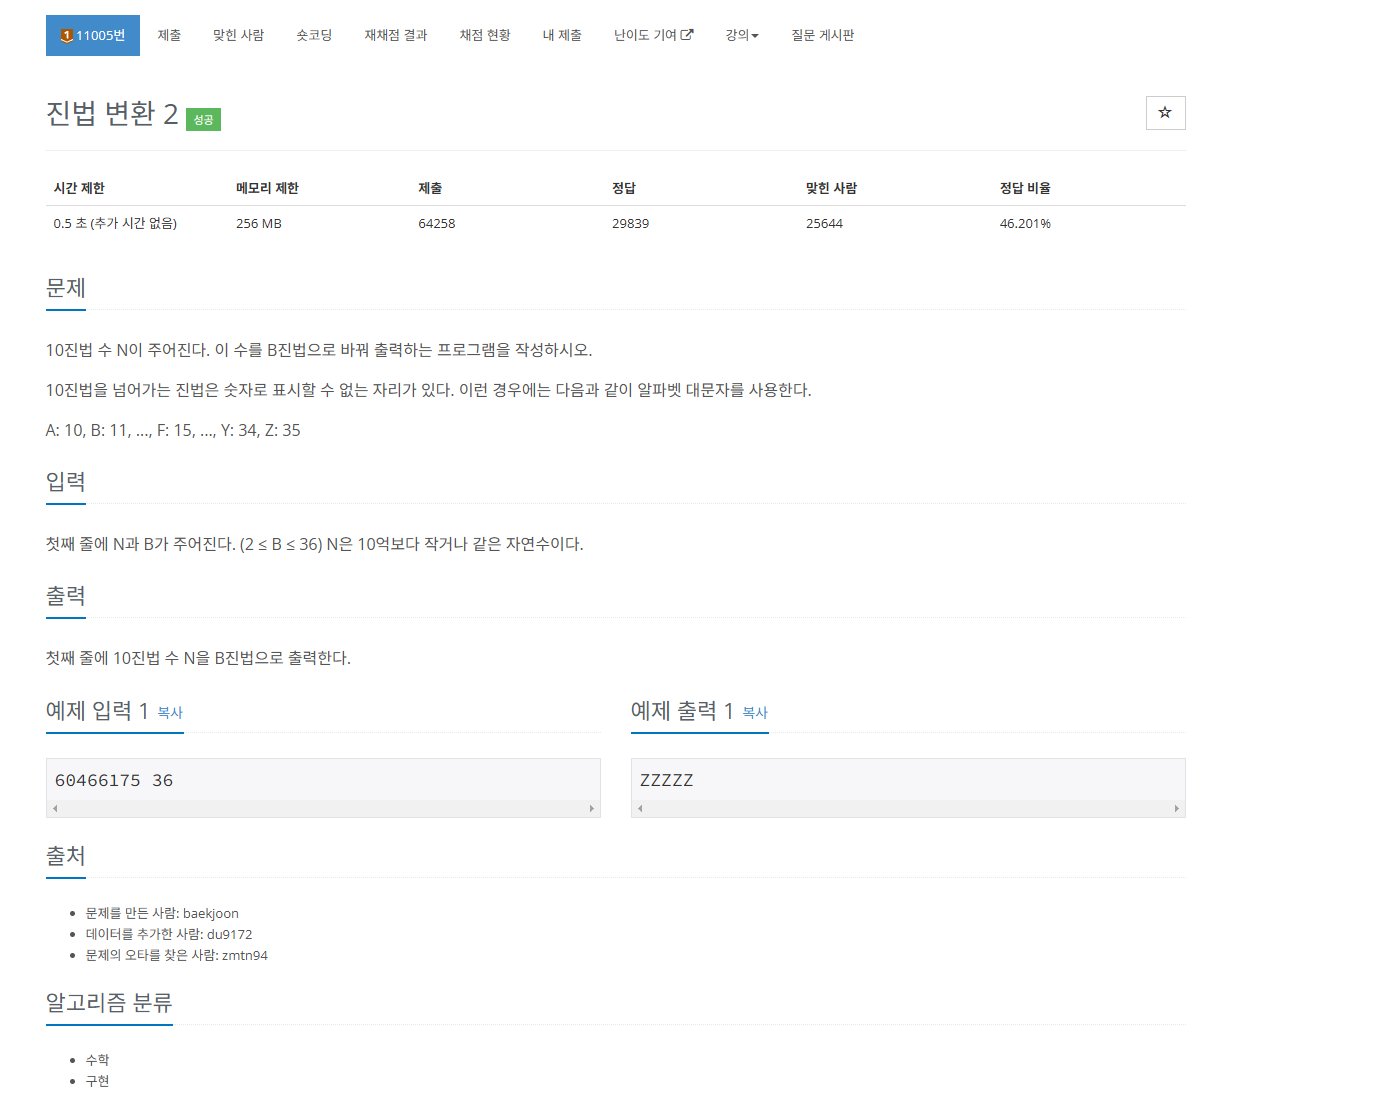 11005번 제출 맞힌 사람 숏코딩 재채점 결과 채점 현황 내 제출 난이도 기여 강의 질문 게시판
진법 변환 2 성공
시간 제한 메모리 제한 제출 정답 맞힌 사람 정답 비율
0.5 초 (추가 시간 없음) 256 MB 64258 29839 25644 46.201%
문제
10진법 수 N이 주어진다. 이 수를 B진법으로 바꿔 출력하는 프로그램을 작성하시오.
10진법을 넘어가는 진법은 숫자로 표시할 수 없는 자리가 있다. 이런 경우에는 다음과 같이 알파벳 대문자를 사용한다.
A: 10, B: 11, ..., F: 15, ..., Y: 34, Z: 35
입력
첫째 줄에 N과 B가 주어진다. (2 ≤ B ≤ 36) N은 10억보다 작거나 같은 자연수이다.
출력
첫째 줄에 10진법 수 N을 B진법으로 출력한다.
예제 입력 1 복사
60466175 36
예제 출력 1 복사
ZZZZZ
출처
문제를 만든 사람: baekjoon
데이터를 추가한 사람: du9172
문제의 오타를 찾은 사람: zmtn94
알고리즘 분류
수학
구현